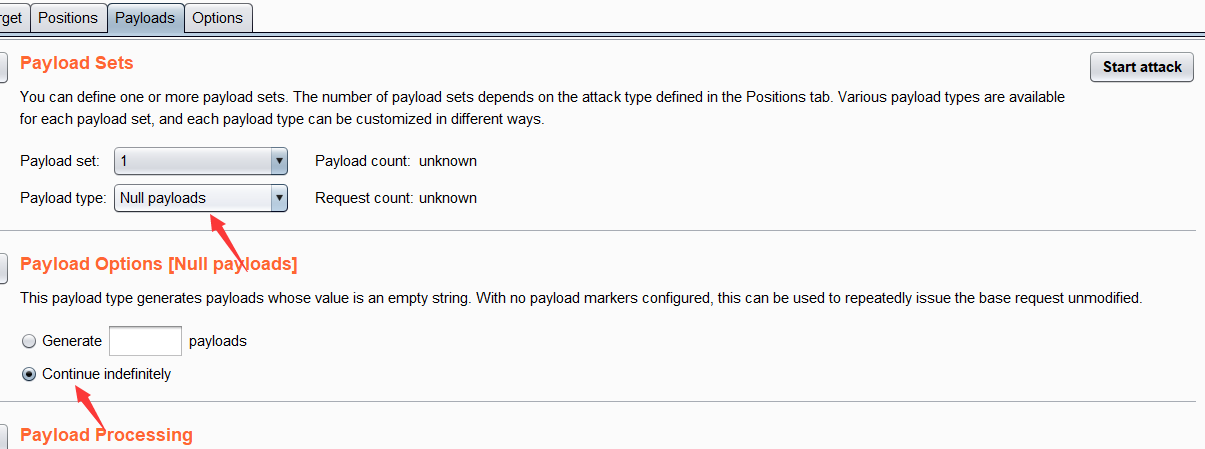 rget Positions Payloads Options
Payload Sets
Start attack
You can define one or more payload sets. The number of payload sets depends on the attack type defined in the Positions tab. Various payload types are available
for each payload set, and each payload type can be customized in different ways.
Payload set: 1 Payload count: unknown
Payload type: Null payloads Request count: unknown
Payload Options [Null payloads]
This payload type generates payloads whose value is an empty string. With no payload markers configured, this can be used to repeatedly issue the base request unmodified.
Generate payloads
Continue indefinitely
Payload Processing